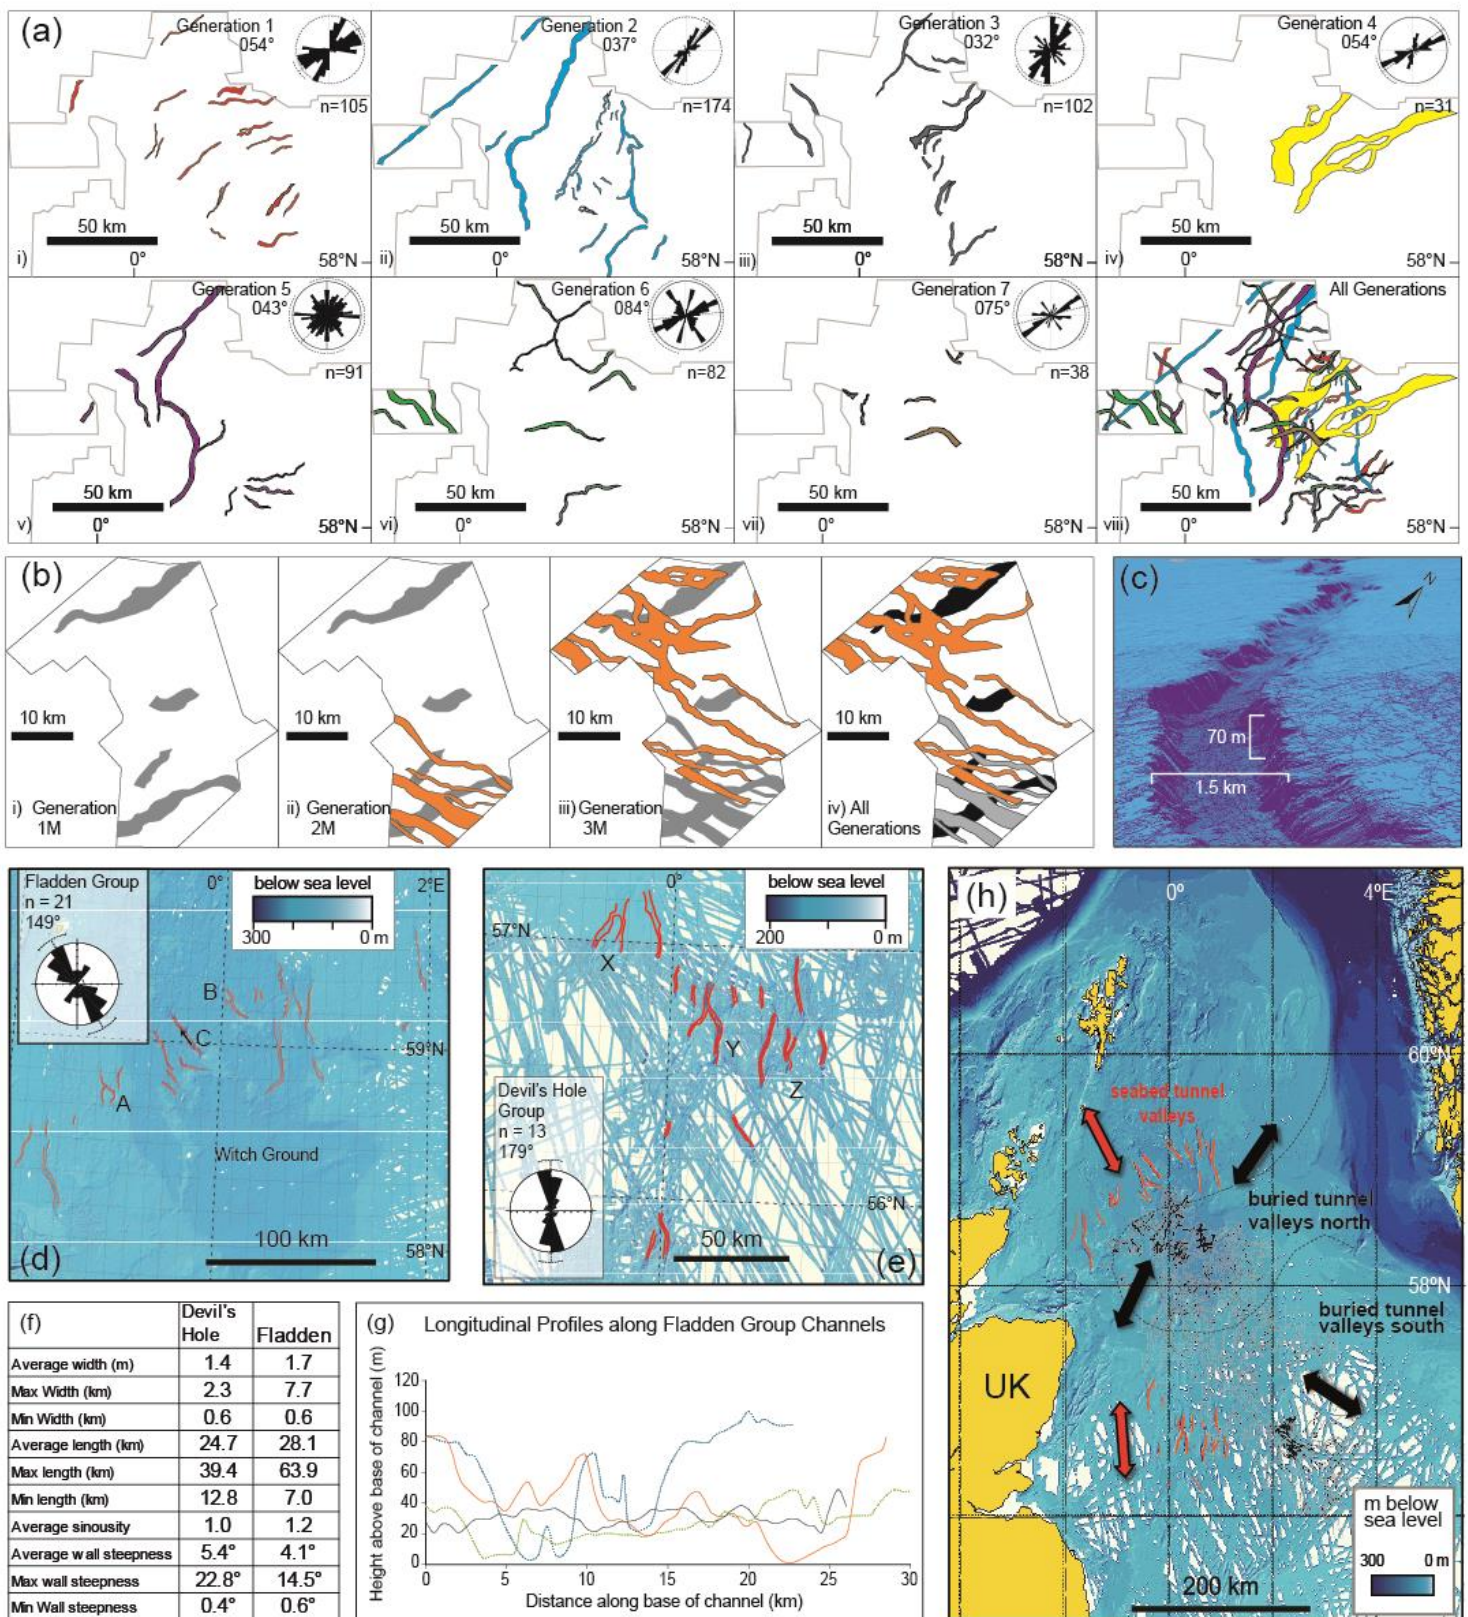 (a)
Generation 1
054°
n=105
50 km
i)
0°
58°N
Generation 2
037°
n=174
50 km
ii)
0°
58°N
Generation 3
032°
n=102
50 km
iii)
0°
58°N
Generation 4
054°
n=31
50 km
iv)
0°
58°N
Generation 5
043°
n=91
50 km
v)
0°
58°N
Generation 6
084°
n=82
50 km
vi)
0°
58°N
Generation 7
075°
n=38
50 km
vii)
0°
58°N
All Generations
50 km
viii)
0°
58°N
(b)
10 km
i) Generation
1M
10 km
ii) Generation
2M
10 km
iii) Generation
3M
10 km
iv) All
Generations
(c)
N
70 m
1.5 km
Fladden Group
n = 21
149°
0°
2°E
below sea level
300 0 m
B
C
A
59°N
Witch Ground
100 km
58°N
(d)
0°
below sea level
200 0 m
57°N
X
Y
Z
Devil's Hole
Group
n = 13
179°
56°N
50 km
(e)
(f) Devil's Hole Fladden
Average width (m) 1.4 1.7
Max Width (km) 2.3 7.7
Min Width (km) 0.6 0.6
Average length (km) 24.7 28.1
Max length (km) 39.4 63.9
Min length (km) 12.8 7.0
Average sinousity 1.0 1.2
Average wall steepness 5.4° 4.1°
Max wall steepness 22.8° 14.5°
Min Wall steepness 0.4° 0.6°
(g) Longitudinal Profiles along Fladden Group Channels
Height above base of channel (m)
120
100
80
60
40
20
0
0 5 10 15 20 25 30
Distance along base of channel (km)
(h)
0° 4°E
60°N
seabed tunnel
valleys
buried tunnel
valleys north
58°N
buried tunnel
valleys south
UK
m below
sea level
300 0 m
200 km